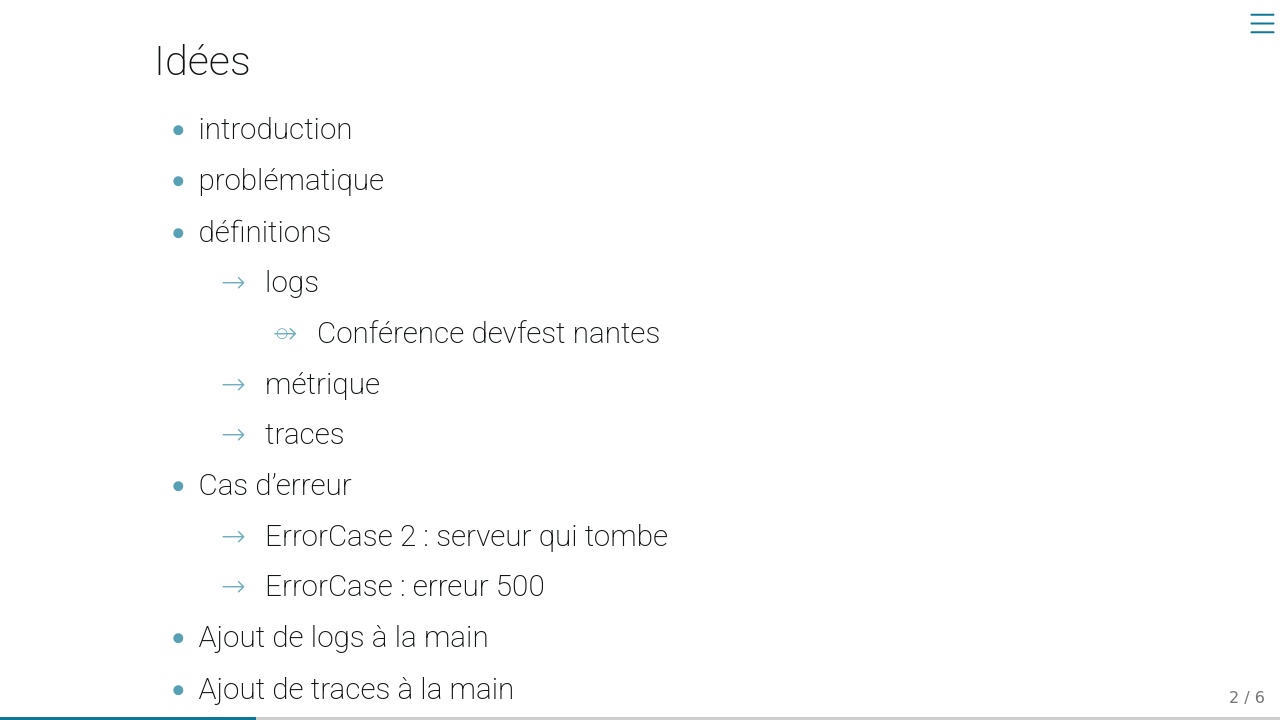 Idées
introduction
problématique
définitions
logs
Conférence devfest nantes
métrique
traces
Cas d’erreur
ErrorCase 2 : serveur qui tombe
ErrorCase : erreur 500
Ajout de logs à la main
Ajout de traces à la main
2 / 6